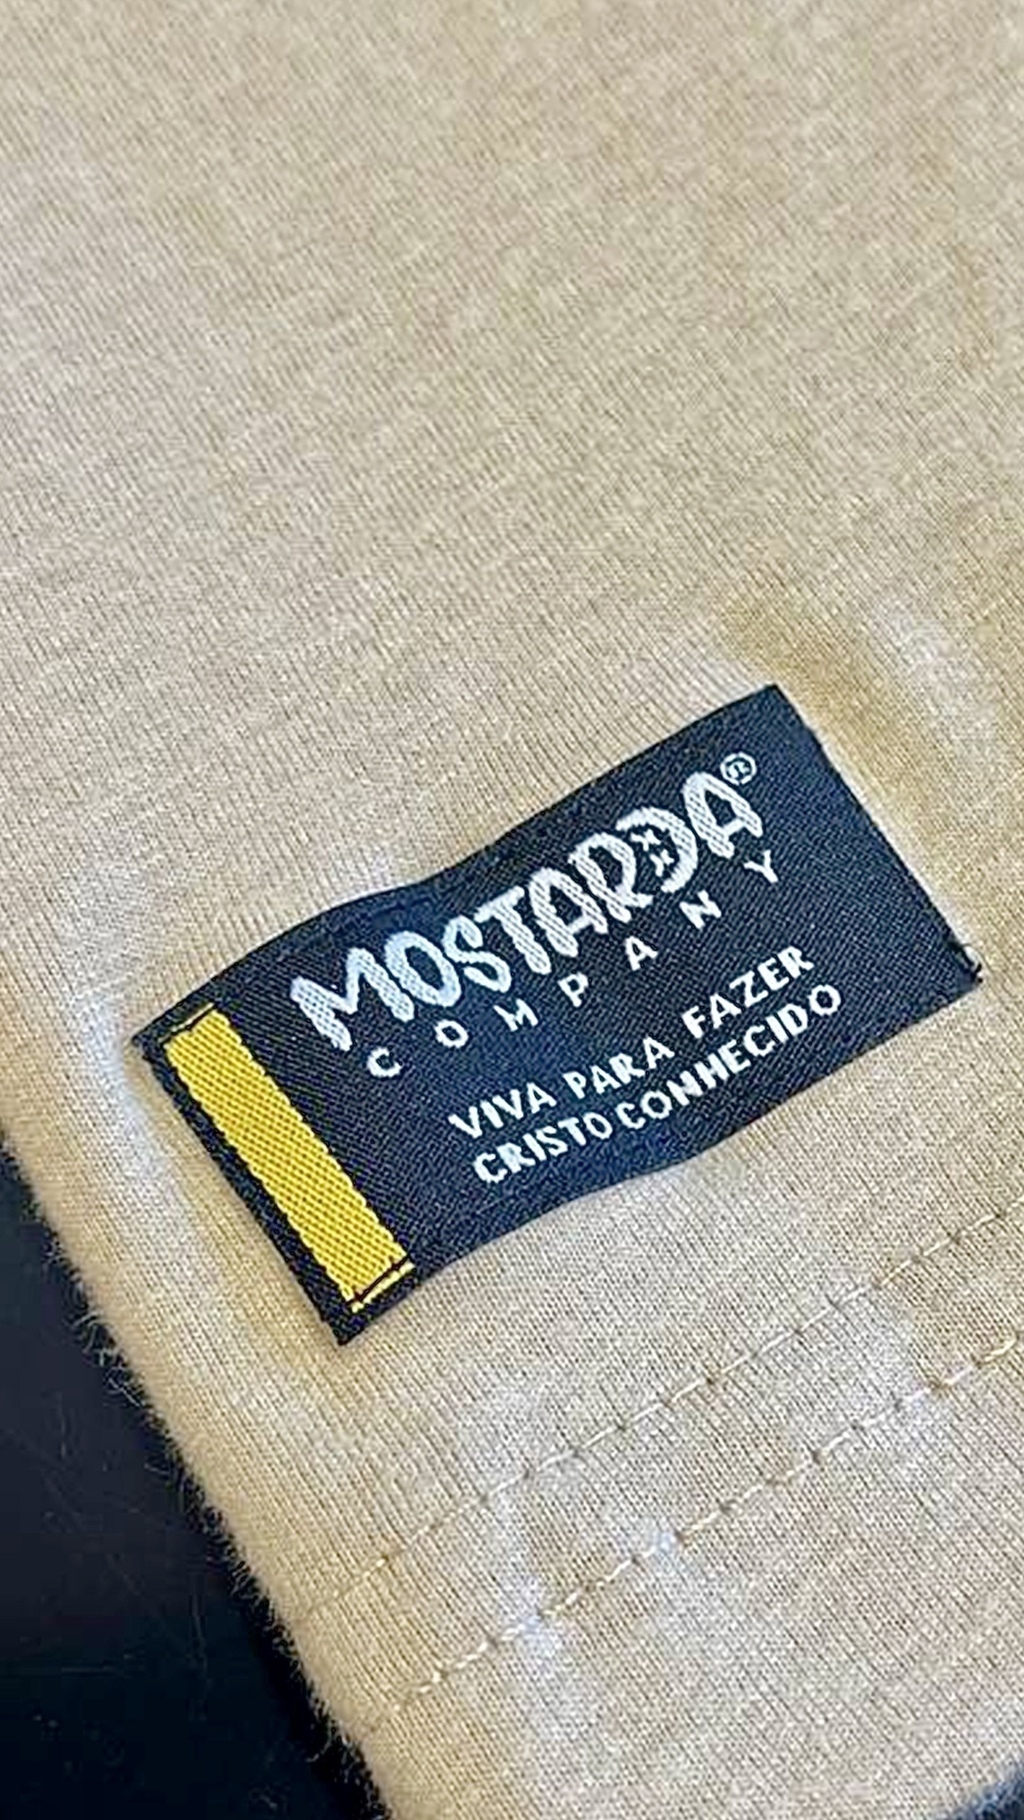 MOSTARDA®
COMPANY
VIVA PARA FAZER
CRISTO CONHECIDO